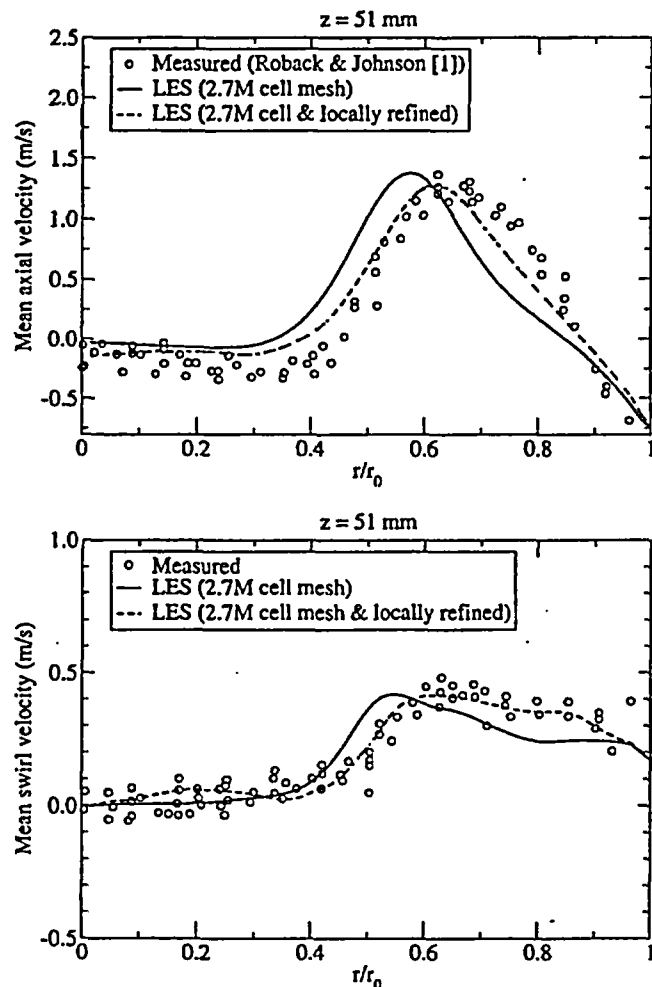 z = 51 mm
2.5
2.0
1.5
1.0
0.5
0.0
-0.5
Mean axial velocity (m/s)
Measured (Roback & Johnson [1])
LES (2.7M cell mesh)
LES (2.7M cell & locally refined)
0
0.2
0.4
0.6
0.8
1
r/r0
z = 51 mm
1.0
0.5
0.0
-0.5
Mean swirl velocity (m/s)
Measured
LES (2.7M cell mesh)
LES (2.7M cell mesh & locally refined)
0
0.2
0.4
0.6
0.8
1
r/r0